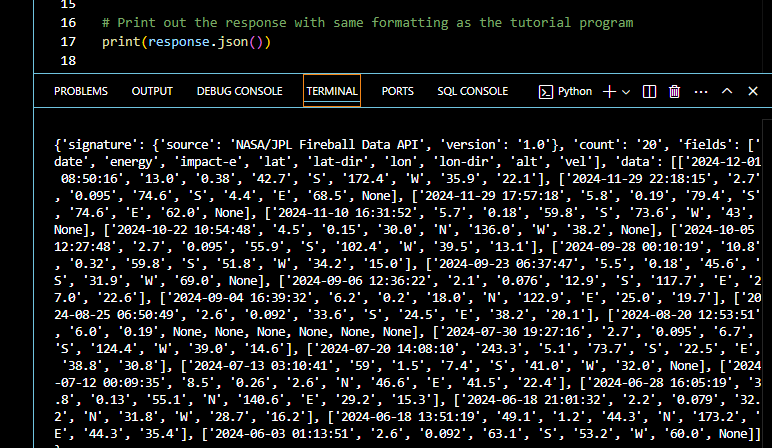 15
16 # Print out the response with same formatting as the tutorial program
17 print(response.json())
18
PROBLEMS OUTPUT DEBUG CONSOLE TERMINAL PORTS SQL CONSOLE Python
{'signature': {'source': 'NASA/JPL Fireball Data API', 'version': '1.0'}, 'count': '20', 'fields': ['
date', 'energy', 'impact-e', 'lat', 'lat-dir', 'lon', 'lon-dir', 'alt', 'vel'], 'data': [['2024-12-01
 08:50:16', '13.0', '0.38', '42.7', 'S', '172.4', 'W', '35.9', '22.1'], ['2024-11-29 22:18:15', '2.7'
, '0.095', '74.6', 'S', '4.4', 'E', '68.5', None], ['2024-11-29 17:57:18', '5.8', '0.19', '79.4', 'S'
, '74.6', 'E', '62.0', None], ['2024-11-10 16:31:52', '5.7', '0.18', '59.8', 'S', '73.6', 'W', '43',
None], ['2024-10-22 10:54:48', '4.5', '0.15', '30.0', 'N', '136.0', 'W', '38.2', None], ['2024-10-05
12:27:48', '2.7', '0.095', '55.9', 'S', '102.4', 'W', '39.5', '13.1'], ['2024-09-28 00:10:19', '10.8'
, '0.32', '59.8', 'S', '51.8', 'W', '34.2', '15.0'], ['2024-09-23 06:37:47', '5.5', '0.18', '45.6', '
S', '31.9', 'W', '69.0', None], ['2024-09-06 12:36:22', '2.1', '0.076', '12.9', 'S', '117.7', 'E', '2
7.0', '22.6'], ['2024-09-04 16:39:32', '6.2', '0.2', '18.0', 'N', '122.9', 'E', '25.0', '19.7'], ['20
24-08-25 06:50:49', '2.6', '0.092', '33.6', 'S', '24.5', 'E', '38.2', '20.1'], ['2024-08-20 12:53:51'
, '6.0', '0.19', None, None, None, None, None, None], ['2024-07-30 19:27:16', '2.7', '0.095', '6.7',
'S', '124.4', 'W', '39.0', '14.6'], ['2024-07-20 14:08:10', '243.3', '5.1', '73.7', 'S', '22.5', 'E',
 '38.8', '30.8'], ['2024-07-13 03:10:41', '59', '1.5', '7.4', 'S', '41.0', 'W', '32.0', None], ['2024
-07-12 00:09:35', '8.5', '0.26', '2.6', 'N', '46.6', 'E', '41.5', '22.4'], ['2024-06-28 16:05:19', '3
.8', '0.13', '55.1', 'N', '140.6', 'E', '29.2', '15.3'], ['2024-06-18 21:01:32', '2.2', '0.079', '32.
2', 'N', '31.8', 'W', '28.7', '16.2'], ['2024-06-18 13:51:19', '49.1', '1.2', '44.3', 'N', '173.2', '
E', '44.3', '35.4'], ['2024-06-03 01:13:51', '2.6', '0.092', '63.1', 'S', '53.2', 'W', '60.0', None]]